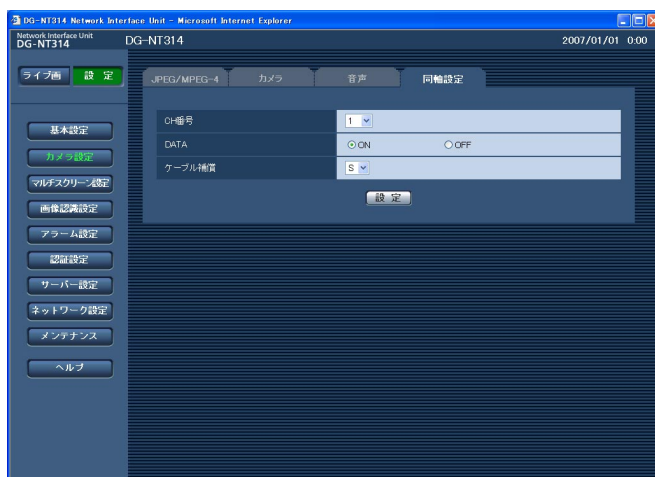 DG-NT314 Network Interface Unit - Microsoft Internet Explorer
Network Interface Unit
DG-NT314
DG-NT314
2007/01/01 0:00
ライブ画 設 定
JPEG/MPEG-4 カメラ 音声 同軸設定
CH番号 1
DATA ON OFF
ケーブル補償 S
設 定
基本設定
カメラ設定
マルチスクリーン設定
画像認識設定
アラーム設定
認証設定
サーバー設定
ネットワーク設定
メンテナンス
ヘルプ